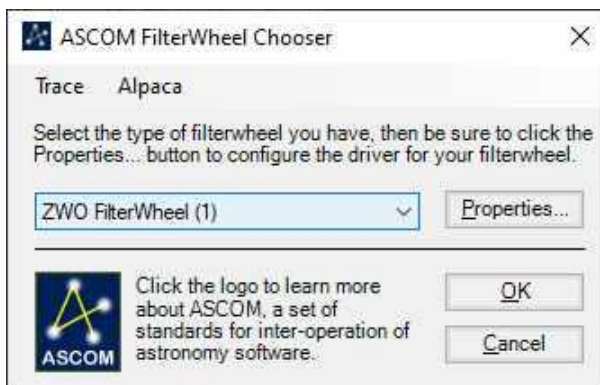 ASCOM FilterWheel Chooser
Trace Alpaca
Select the type of filterwheel you have, then be sure to click the
Properties... button to configure the driver for your filterwheel.
ZWO FilterWheel (1)
Properties...
Click the logo to learn more
about ASCOM, a set of
standards for inter-operation of
astronomy software.
ASCOM
OK
Cancel